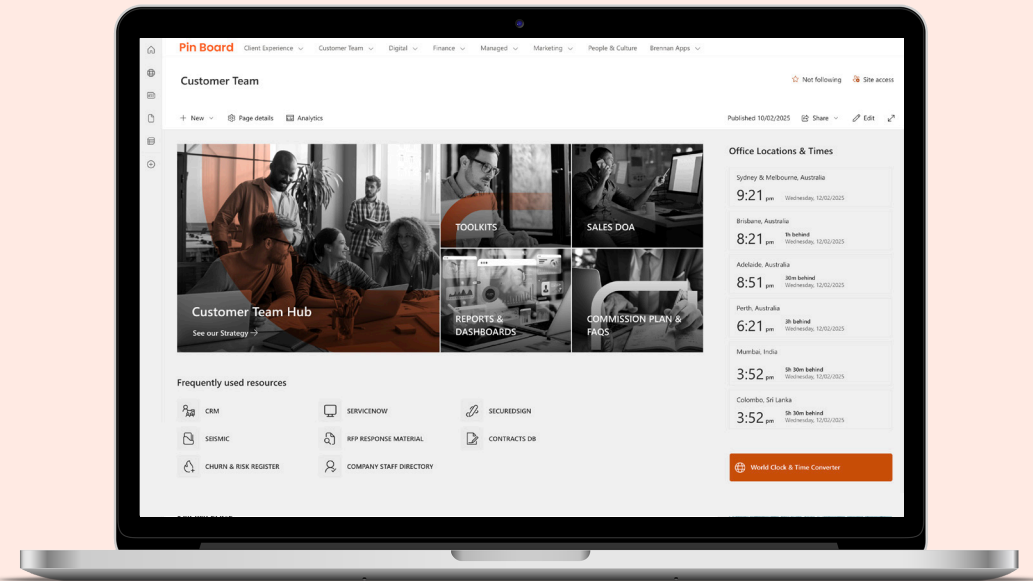 Pin Board Client Experience Customer Team Digital Finance Managed Marketing People & Culture Brennan Apps
Customer Team
Not following Site access
New Page details Analytics
Published 10/02/2025 Share Edit
Customer Team Hub
See our Strategy →
TOOLKITS
SALES DOA
REPORTS &
DASHBOARDS
COMMISSION PLAN &
FAQS
Frequently used resources
CRM
SERVICENOW
SECUREDSIGN
SEISMIC
RFP RESPONSE MATERIAL
CONTRACTS DB
CHURN & RISK REGISTER
COMPANY STAFF DIRECTORY
Office Locations & Times
Sydney & Melbourne, Australia
9:21 pm Wednesday, 12/02/2025
Brisbane, Australia
8:21 pm 1h behind
Wednesday, 12/02/2025
Adelaide, Australia
8:51 pm 30m behind
Wednesday, 12/02/2025
Perth, Australia
6:21 pm 3h behind
Wednesday, 12/02/2025
Mumbai, India
3:52 pm 5h 30m behind
Wednesday, 12/02/2025
Colombo, Sri Lanka
3:52 pm 5h 30m behind
Wednesday, 12/02/2025
World Clock & Time Converter